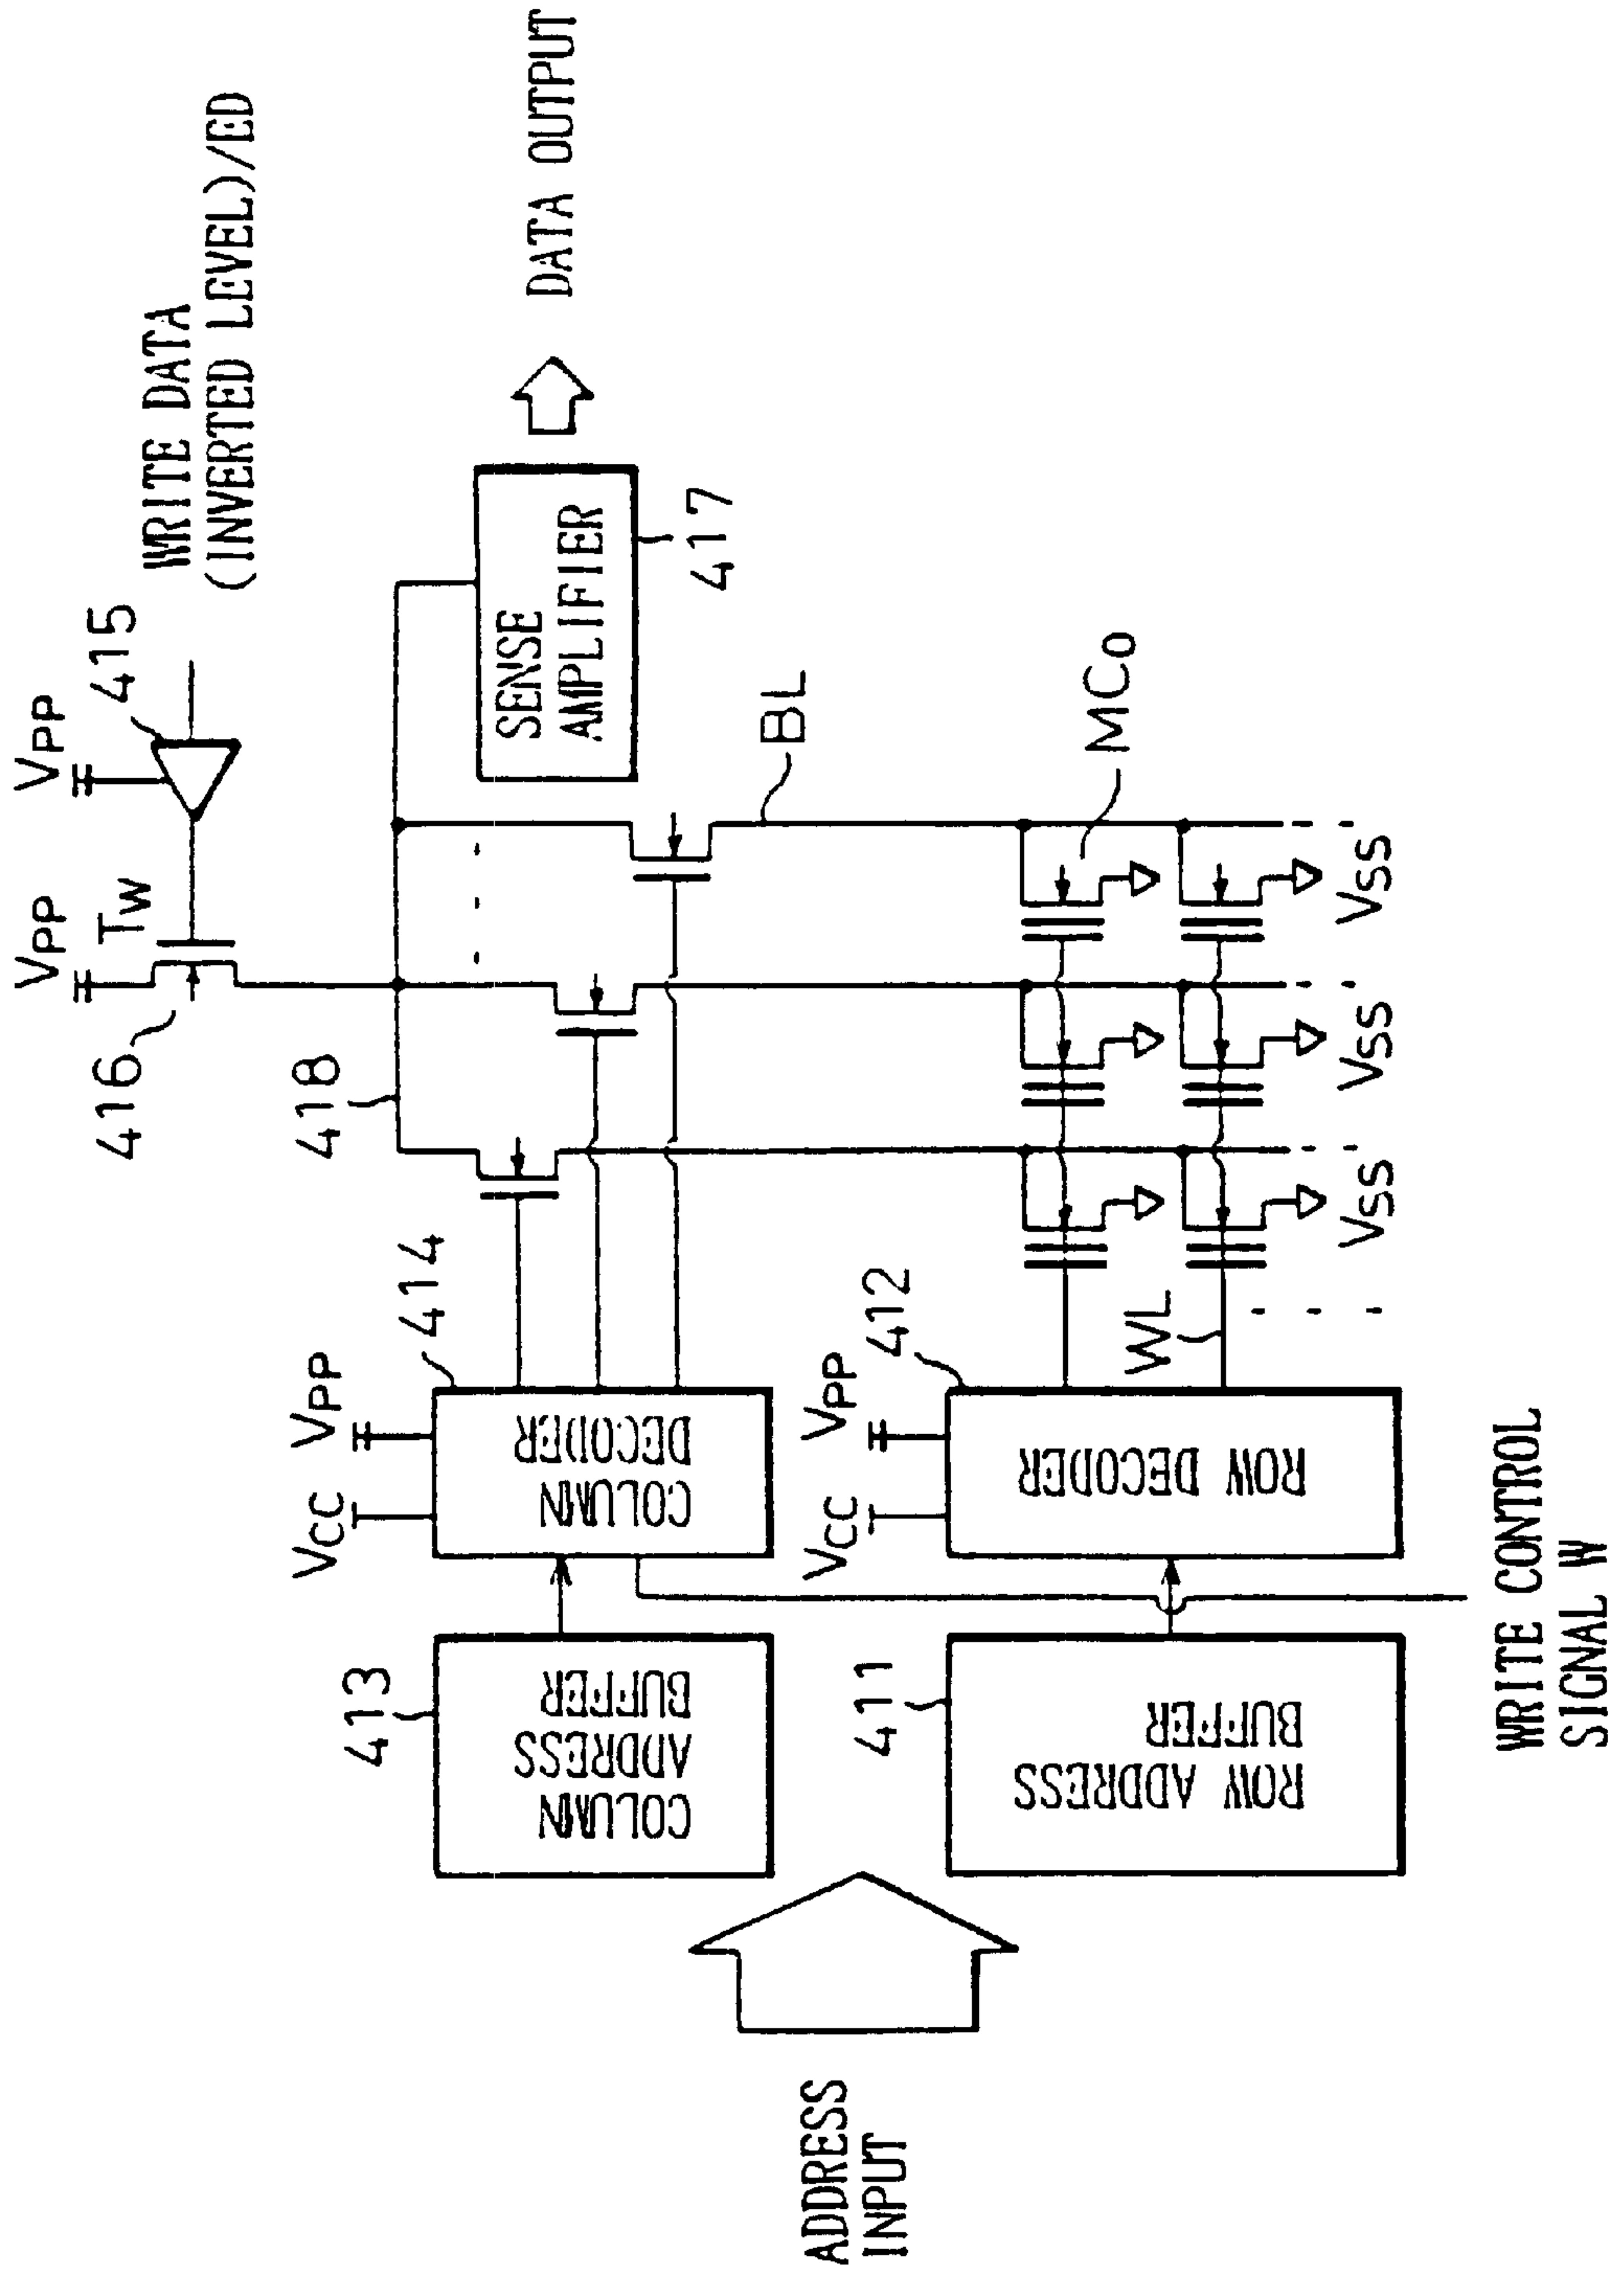 WRITE DATA
(INVERTED LEVEL)/ED
VPP
VPP
415
TW
416
418
DATA OUTPUT
SENSE
AMPLIFIER
417
VCC
VPP
414
413
COLUMN
ADDRESS
BUFFER
COLUMN
DECODER
BL
ADDRESS
INPUT
VCC
VPP
412
411
ROW ADDRESS
BUFFER
ROW DECODER
MC0
WL
VSS
VSS
VSS
WRITE CONTROL
SIGNAL W